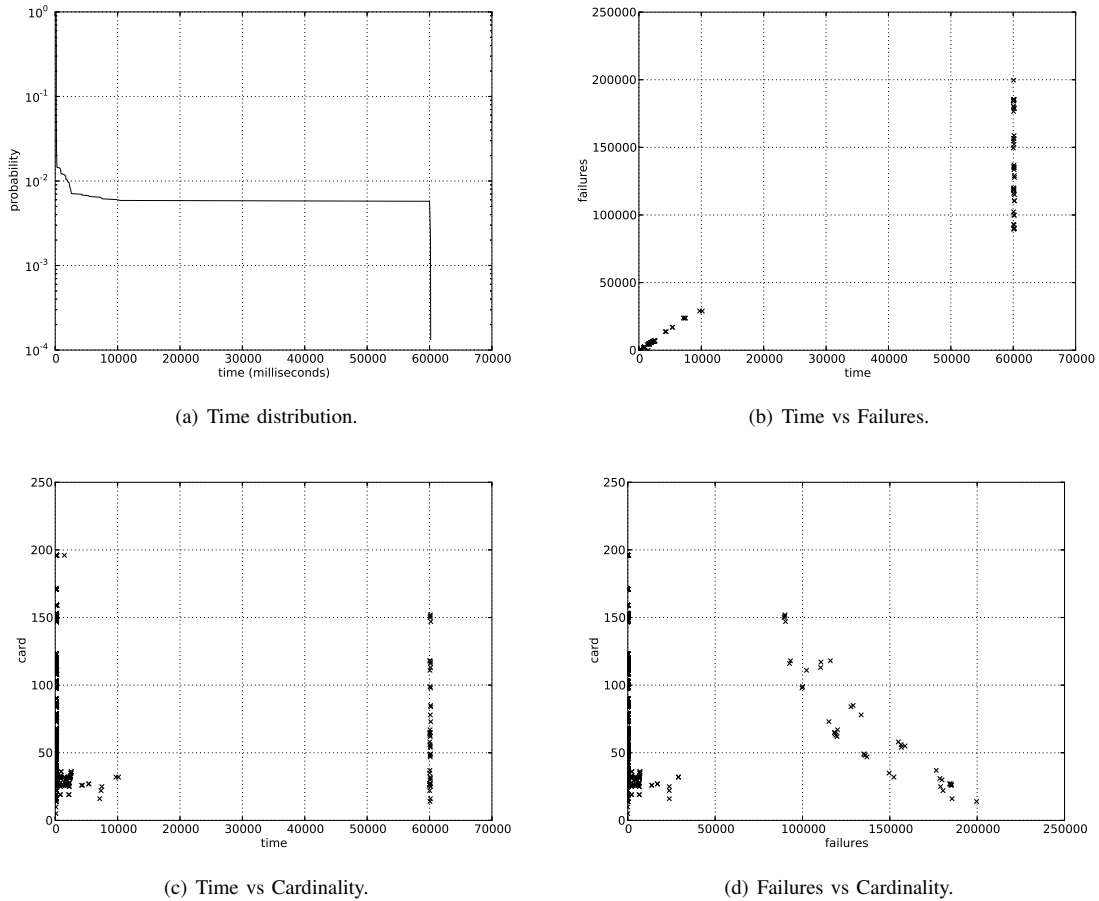 10^0
10^-1
10^-2
10^-3
10^-4
probability
0 10000 20000 30000 40000 50000 60000 70000
time (milliseconds)
(a) Time distribution.
250000
200000
150000
100000
50000
0
failures
0 10000 20000 30000 40000 50000 60000 70000
time
(b) Time vs Failures.
250
200
150
100
50
0
card
0 10000 20000 30000 40000 50000 60000 70000
time
(c) Time vs Cardinality.
250
200
150
100
50
0
card
0 50000 100000 150000 200000 250000
failures
(d) Failures vs Cardinality.